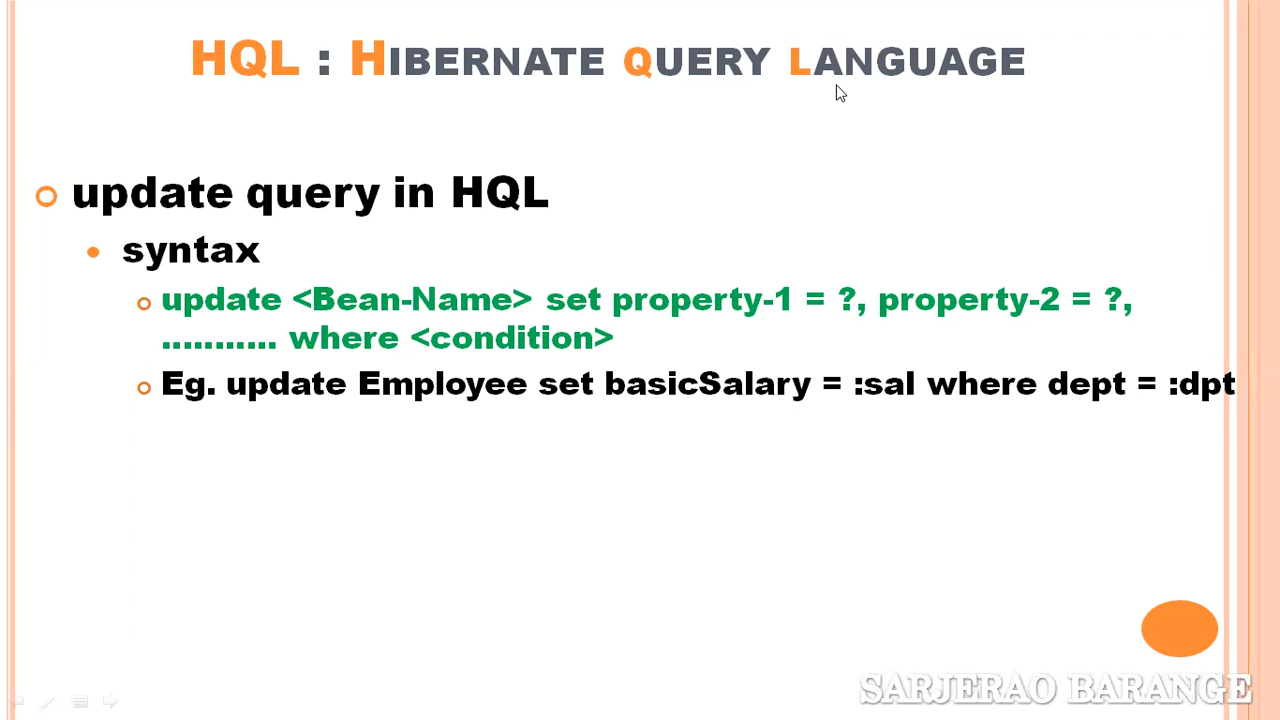 HQL : HIBERNATE QUERY LANGUAGE
update query in HQL
syntax
update <Bean-Name> set property-1 = ?, property-2 = ?,
........... where <condition>
Eg. update Employee set basicSalary = :sal where dept = :dpt
SARJERAO BARANGE